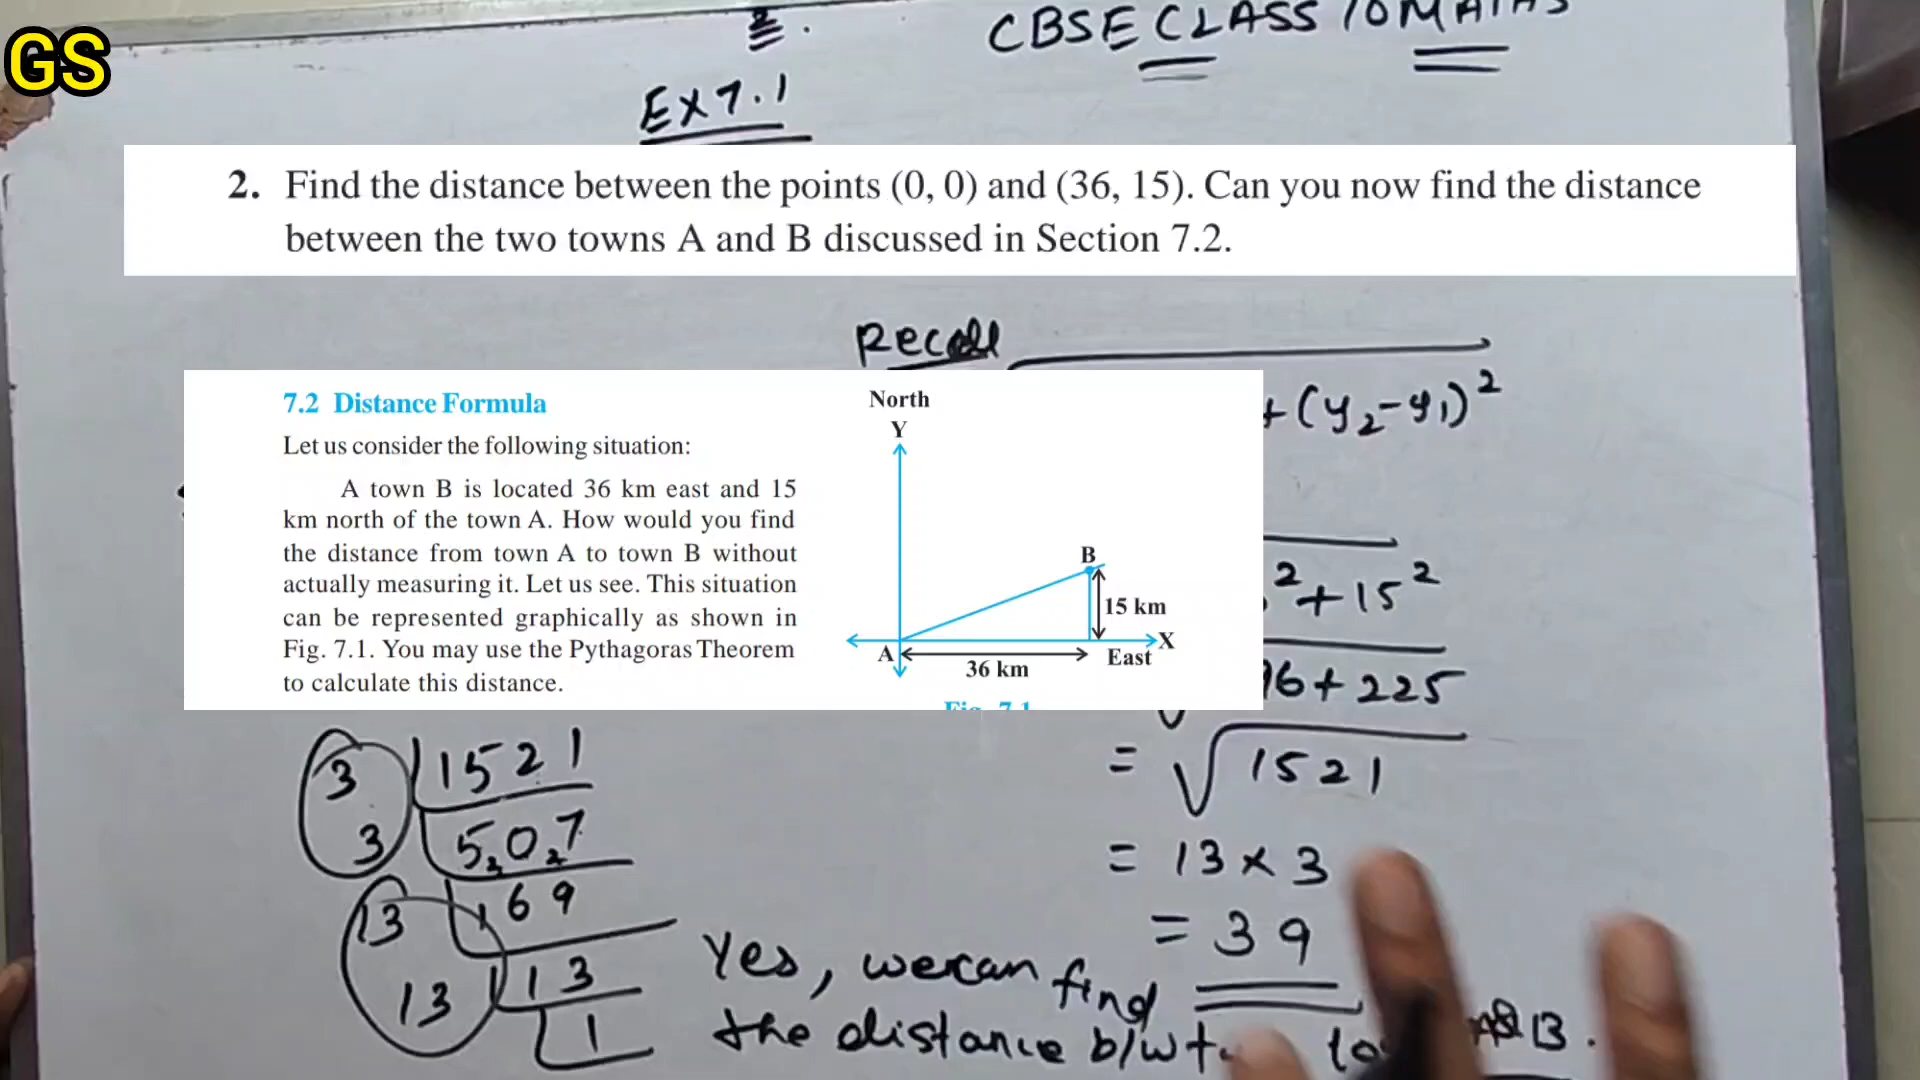 GS
2.
CBSE CLASS 10 MATHS
EX 7.1
2. Find the distance between the points (0, 0) and (36, 15). Can you now find the distance
between the two towns A and B discussed in Section 7.2.
Recall
+ (y₂-y₁)²
7.2 Distance Formula
Let us consider the following situation:
A town B is located 36 km east and 15
km north of the town A. How would you find
the distance from town A to town B without
actually measuring it. Let us see. This situation
can be represented graphically as shown in
Fig. 7.1. You may use the Pythagoras Theorem
to calculate this distance.
North
Y
B
15 km
X
A
36 km
East
Fig. 7.1
² + 15²
96 + 225
= √1521
= 13 × 3
= 39
3 1521
3 507
13 169
13 13
1
Yes, we can find
the distance b/w
B.